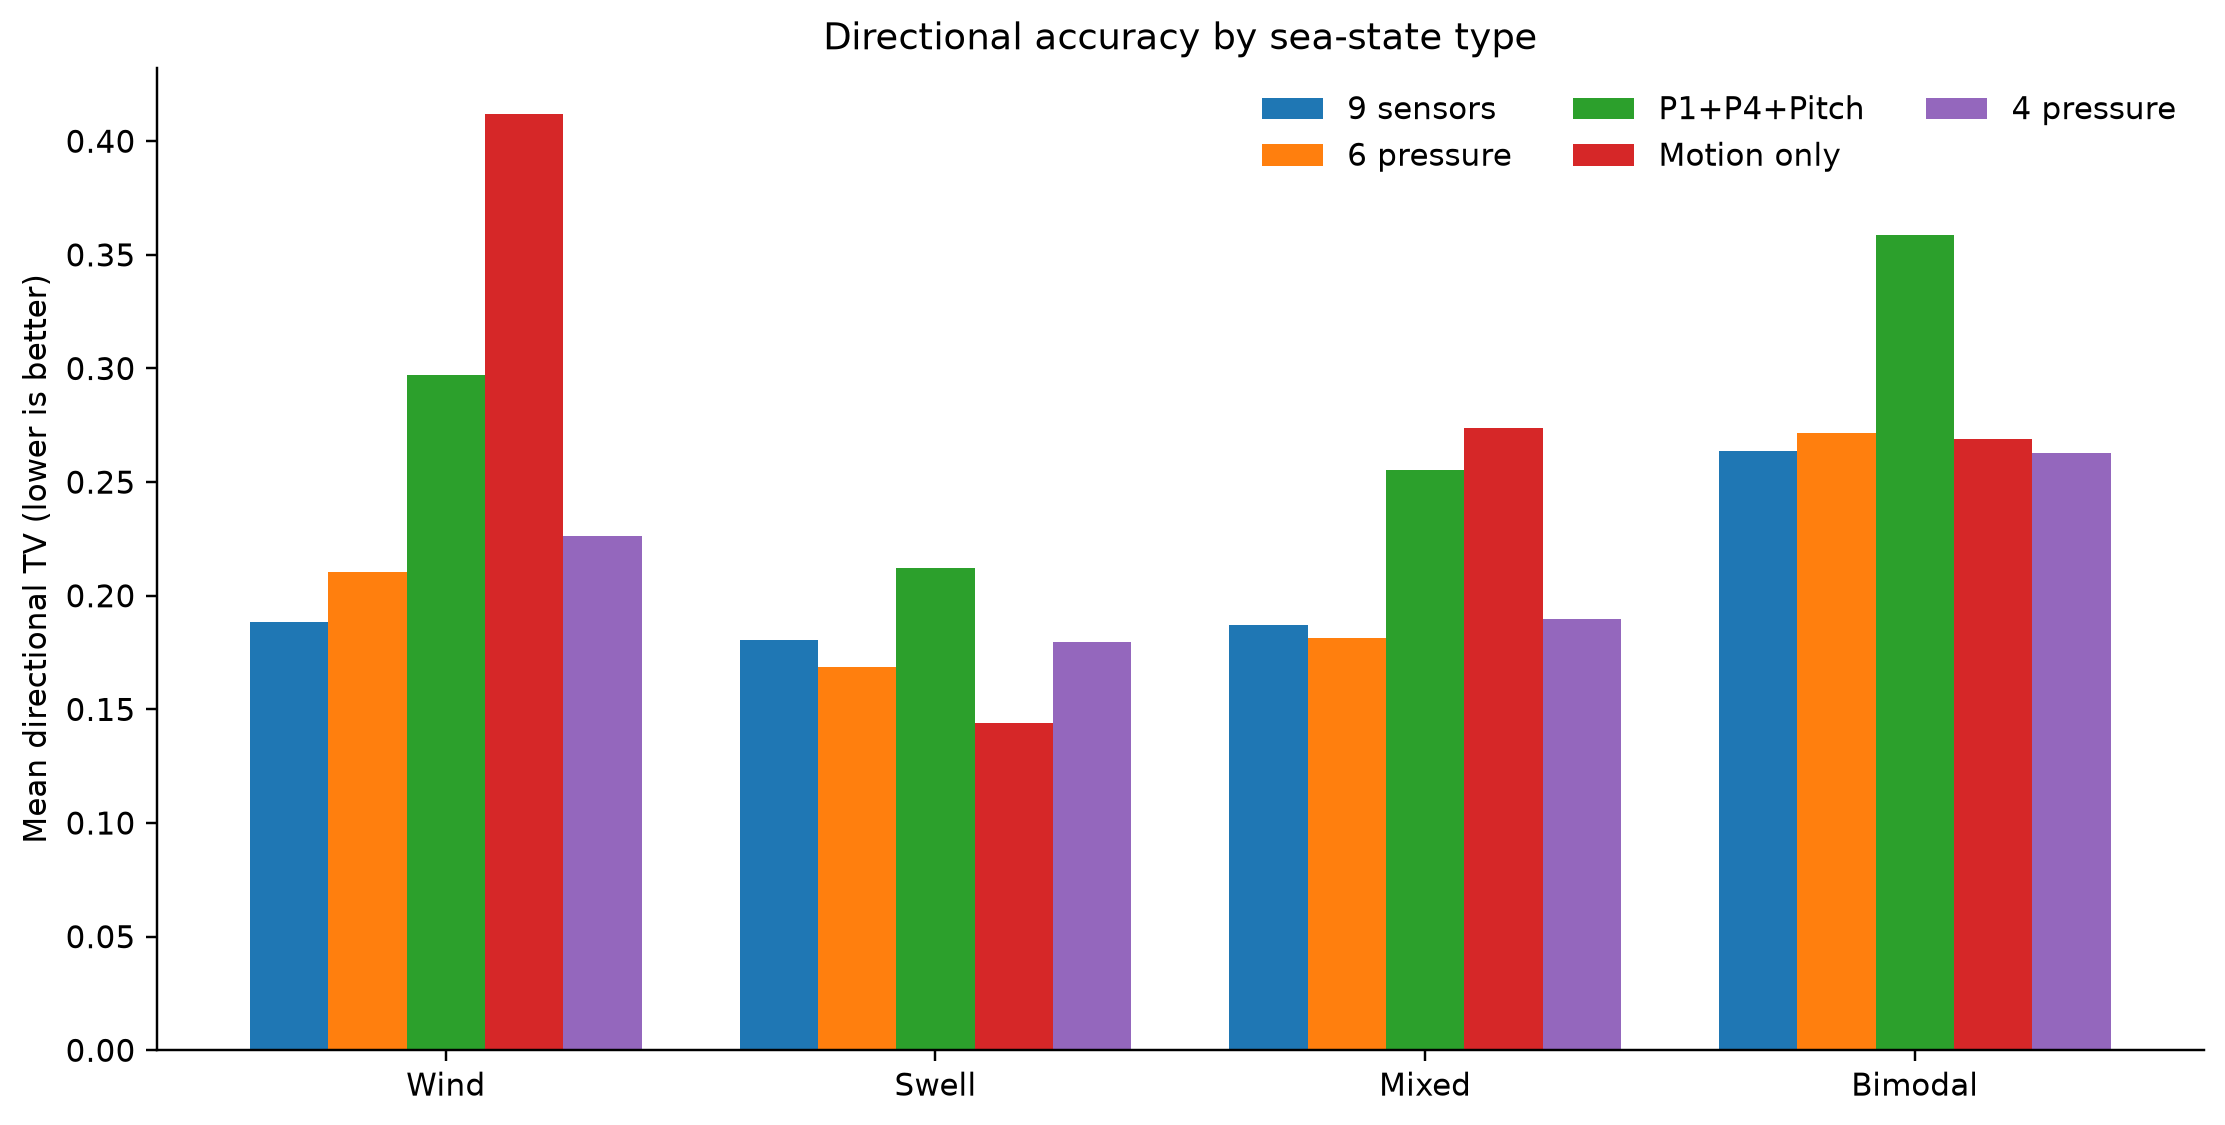 Directional accuracy by sea-state type
9 sensors
6 pressure
P1+P4+Pitch
Motion only
4 pressure
Mean directional TV (lower is better)
0.40
0.35
0.30
0.25
0.20
0.15
0.10
0.05
0.00
Wind
Swell
Mixed
Bimodal